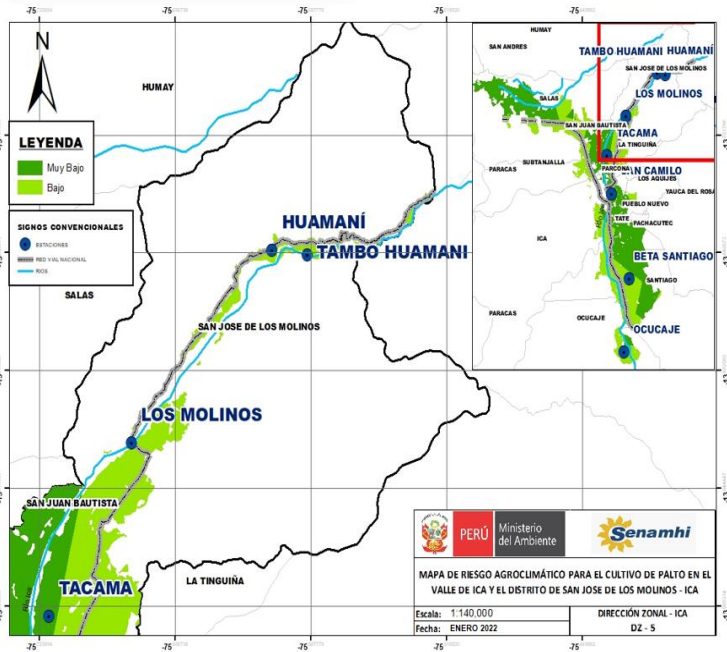 N
HUMAY
LEYENDA
Muy Bajo
Bajo
SIGNOS CONVENCIONALES
ESTACIONES
RED VIAL NACIONAL
RIOS
SALAS
HUAMANÍ
TAMBO HUAMANI
SAN JOSE DE LOS MOLINOS
LOS MOLINOS
SAN JUAN BAUTISTA
TACAMA
LA TINGUIÑA
HUMAY
SAN ANDRES
TAMBO HUAMANI
HUAMANÍ
SAN JOSE DE LOS MOLINOS
SALAS
LOS MOLINOS
SAN JUAN BAUTISTA
TACAMA
LA TINGUIÑA
SUBTANJALLA
PARCONA
PARACAS
AN CAMILO
LOS AQUIJES
YAUCA DEL ROSA
PUEBLO NUEVO
TATE
PACHACUTEC
ICA
BETA SANTIAGO
SANTIAGO
PARACAS
OCUCAJE
OCUCAJE
PERÚ
Ministerio
del Ambiente
Senamhi
MAPA DE RIESGO AGROCLIMÁTICO PARA EL CULTIVO DE PALTO EN EL
VALLE DE ICA Y EL DISTRITO DE SAN JOSE DE LOS MOLINOS - ICA
Escala: 1:140,000
Fecha: ENERO 2022
DIRECCIÓN ZONAL - ICA
DZ - 5